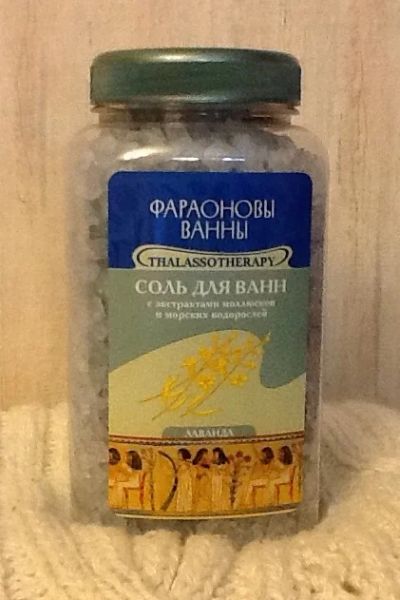 ФАРАОНОВЫ
ВАННЫ
THALASSOTHERAPY
СОЛЬ ДЛЯ ВАНН
с экстрактами моллюсков
и морских водорослей
ЛАВАНДА